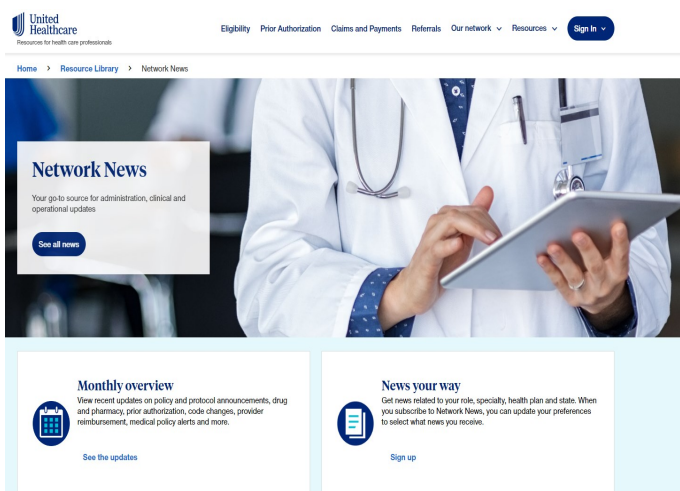 United
Healthcare
Resources for health care professionals
Eligibility Prior Authorization Claims and Payments Referrals Our network Resources Sign In
Home > Resource Library > Network News
Network News
Your go-to source for administration, clinical and
operational updates
See all news
Monthly overview
View recent updates on policy and protocol announcements, drug
and pharmacy, prior authorization, code changes, provider
reimbursement, medical policy alerts and more.
See the updates
News your way
Get news related to your role, specialty, health plan and state. When
you subscribe to Network News, you can update your preferences
to select what news you receive.
Sign up